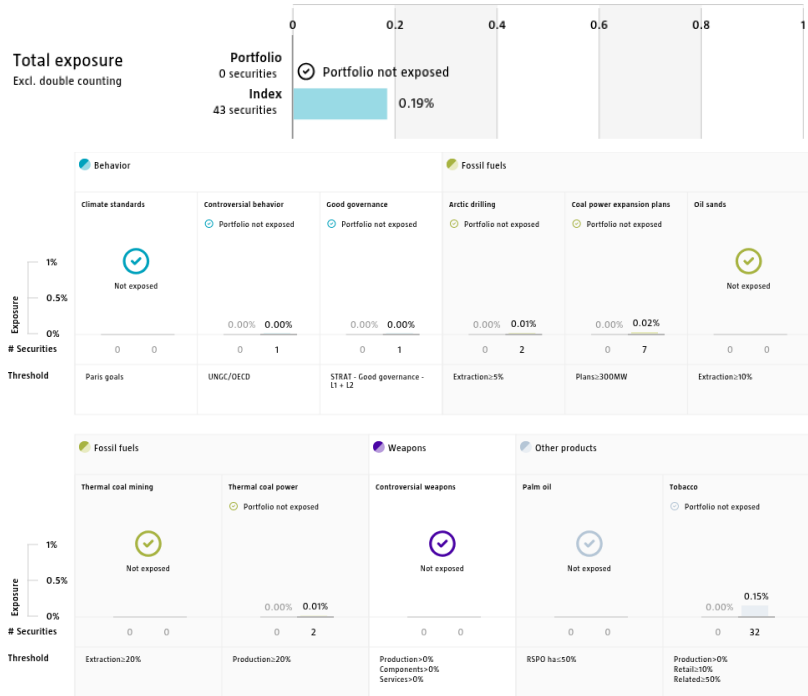 0 0.2 0.4 0.6 0.8 1
Total exposure
Excl. double counting
Portfolio
0 securities
Portfolio not exposed
Index
43 securities
0.19%
Behavior
Fossil fuels
Climate standards
Controversial behavior
Good governance
Arctic drilling
Coal power expansion plans
Oil sands
Portfolio not exposed
Portfolio not exposed
Portfolio not exposed
Portfolio not exposed
Not exposed
Not exposed
Exposure
1%
0.5%
0%
0.00% 0.00%
0.00% 0.00%
0.00% 0.01%
0.00% 0.02%
# Securities
0 0
0 1
0 1
0 2
0 7
0 0
Threshold
Paris goals
UNGC/OECD
STRAT - Good governance -
L1 + L2
Extraction≥5%
Plans≥300MW
Extraction≥10%
Fossil fuels
Weapons
Other products
Thermal coal mining
Thermal coal power
Controversial weapons
Palm oil
Tobacco
Portfolio not exposed
Portfolio not exposed
Not exposed
Not exposed
Not exposed
Exposure
1%
0.5%
0%
0.00% 0.01%
0.00% 0.15%
# Securities
0 0
0 2
0 0
0 0
0 32
Threshold
Extraction≥20%
Production≥20%
Production>0%
Components>0%
Services>0%
RSPO ha≤50%
Production>0%
Retail≥10%
Related≥50%